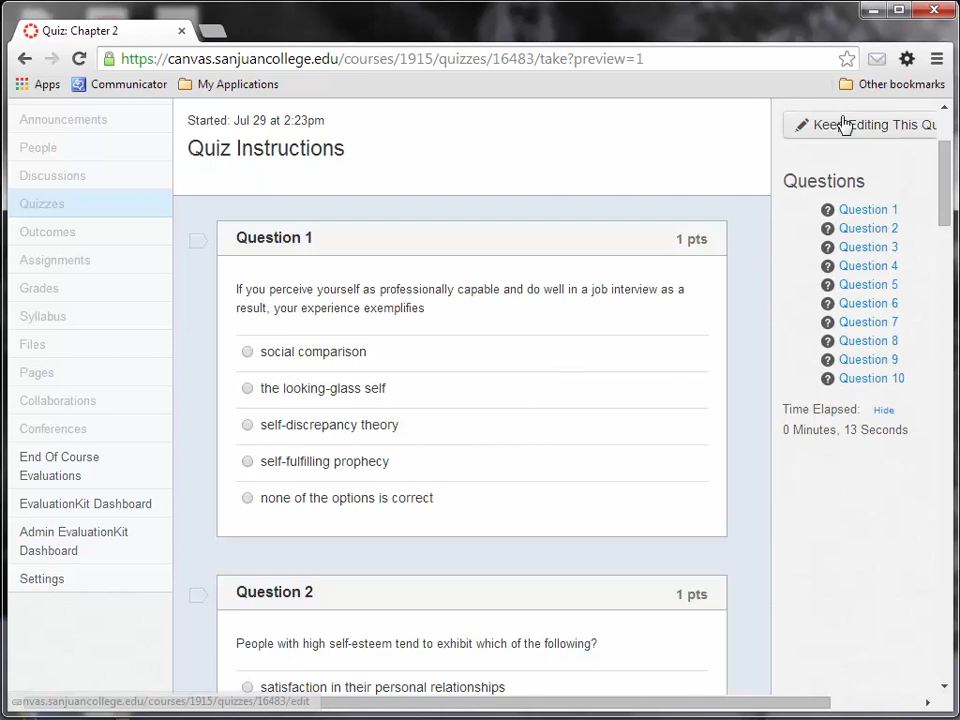 Quiz: Chapter 2
https://canvas.sanjuancollege.edu/courses/1915/quizzes/16483/take?preview=1
Apps Communicator My Applications Other bookmarks
Announcements
People
Discussions
Quizzes
Outcomes
Assignments
Grades
Syllabus
Files
Pages
Collaborations
Conferences
End Of Course
Evaluations
EvaluationKit Dashboard
Admin EvaluationKit
Dashboard
Settings
Started: Jul 29 at 2:23pm
Quiz Instructions
Question 1 1 pts
If you perceive yourself as professionally capable and do well in a job interview as a
result, your experience exemplifies
social comparison
the looking-glass self
self-discrepancy theory
self-fulfilling prophecy
none of the options is correct
Question 2 1 pts
People with high self-esteem tend to exhibit which of the following?
satisfaction in their personal relationships
Keep Editing This Qu
Questions
Question 1
Question 2
Question 3
Question 4
Question 5
Question 6
Question 7
Question 8
Question 9
Question 10
Time Elapsed: Hide
0 Minutes, 13 Seconds
canvas.sanjuancollege.edu/courses/1915/quizzes/16483/edit